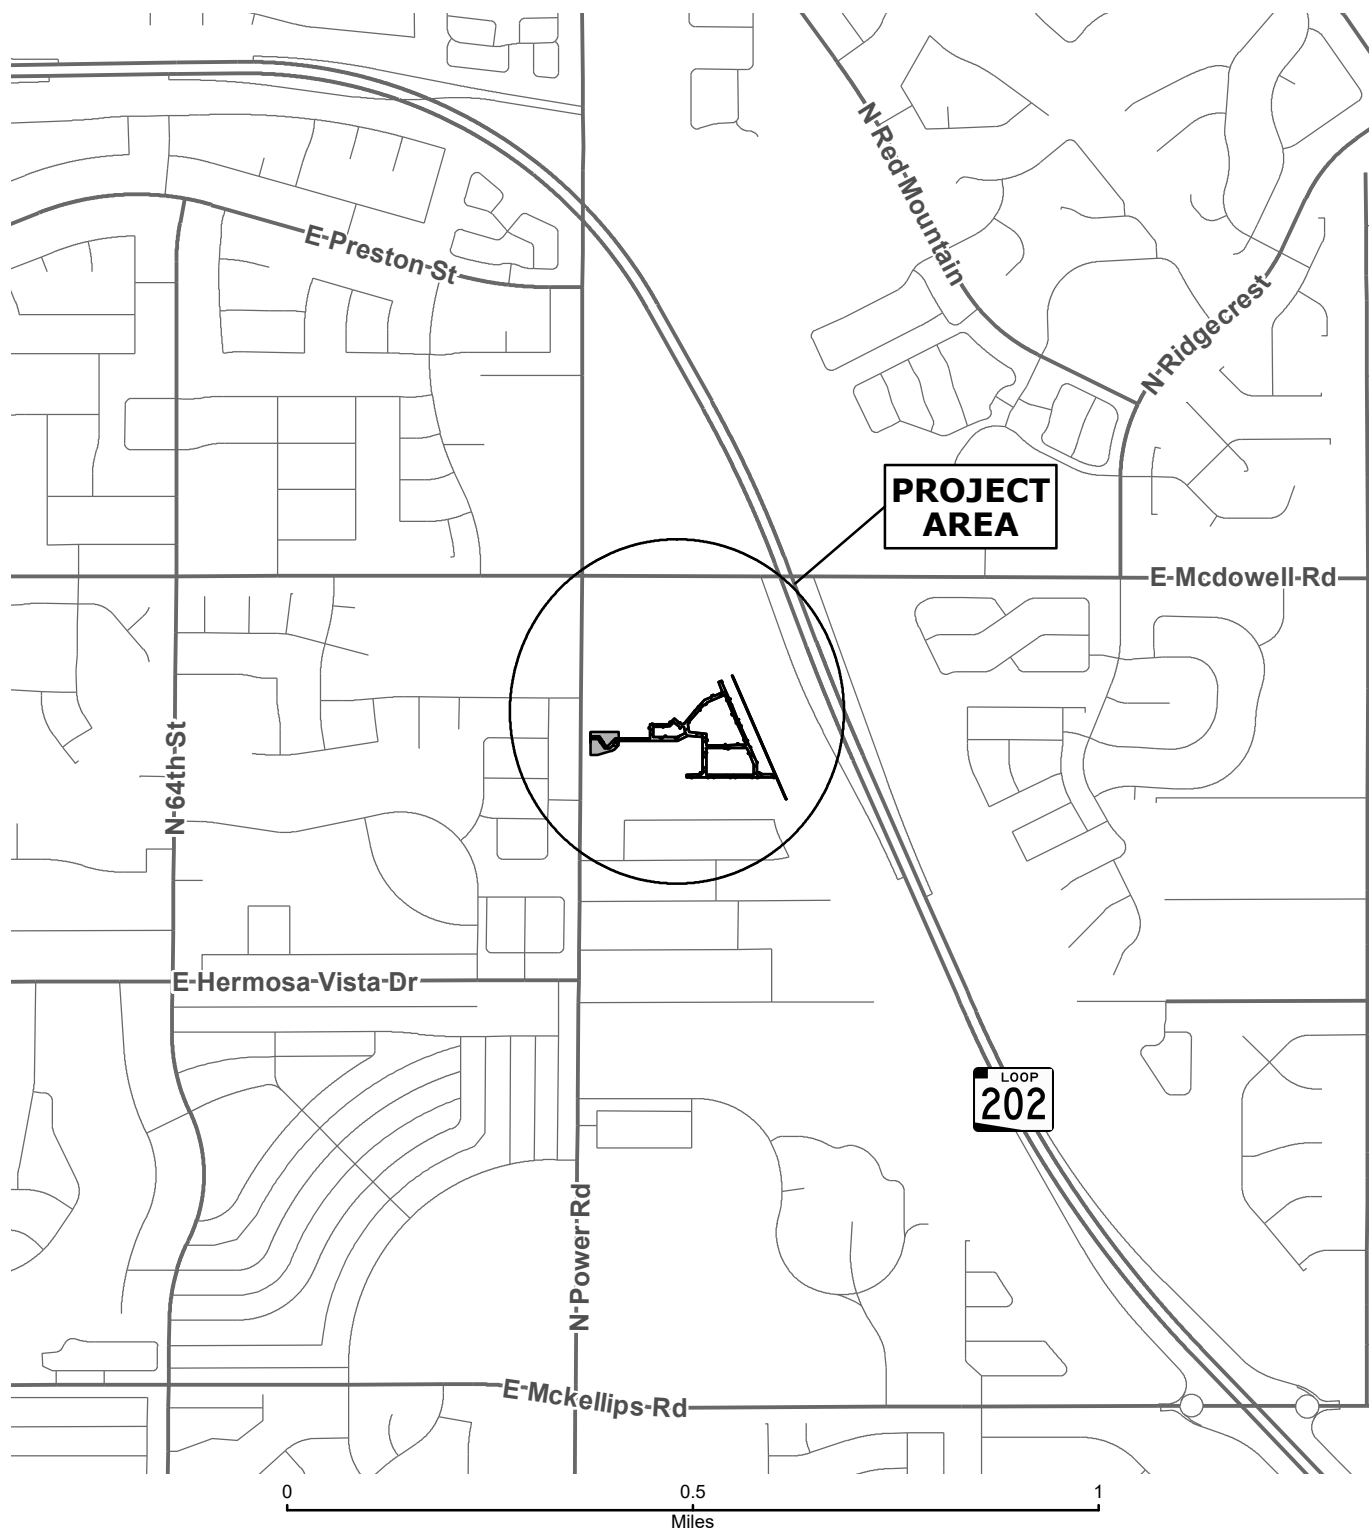 N-Red-Mountain
E-Preston-St
N-Ridgecrest
PROJECT
AREA
E-Mcdowell-Rd
N-64th-St
E-Hermosa-Vista-Dr
LOOP
202
N-Power-Rd
E-Mckellips-Rd
0 0.5 1
Miles